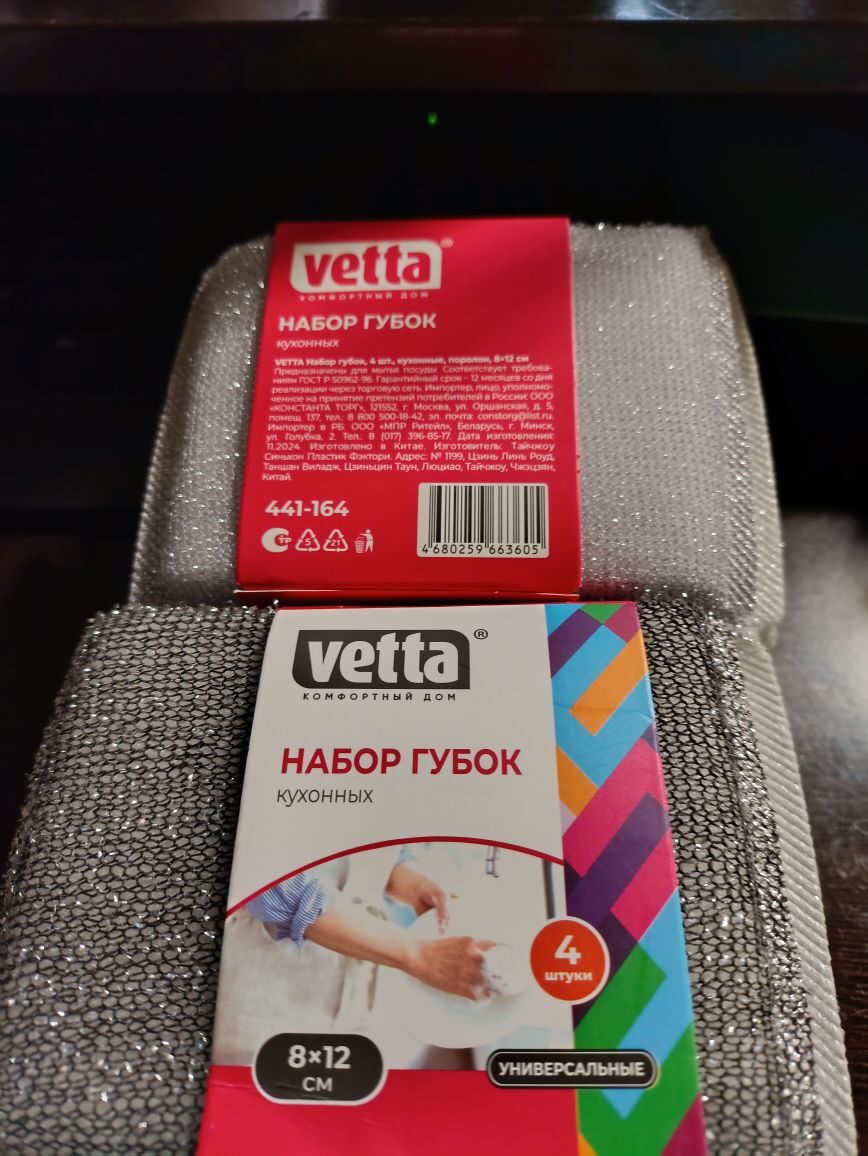 vetta®
КОМФОРТНЫЙ ДОМ
НАБОР ГУБОК
кухонных
VETTA Набор губок, 4 шт., кухонные, поролон, 8×12 см
Предназначены для мытья посуды. Соответствует требова-
ниям ГОСТ Р 50962-96. Гарантийный срок – 12 месяцев со дня
реализации через торговую сеть. Импортер, лицо, уполномо-
ченное на принятие претензий потребителей в России: ООО
«КОНСТАНТА ТОРГ», 121552, г. Москва, ул. Оршанская, д. 5,
помещ. 137, тел.: 8 800 500-18-42, эл. почта: constorg@list.ru.
Импортер в РБ: ООО «МПР Ритейл», Беларусь, г. Минск,
ул. Голубка, 2. Тел.: 8 (017) 396-85-17. Дата изготовления:
11.2024. Изготовлено в Китае. Изготовитель: Тайчжоу
Синькон Пластик Фэктори. Адрес: № 1199, Цзинь Линь Роуд,
Таншан Виладж, Цзиньцин Таун, Люциао, Тайчжоу, Чжэцзян,
Китай.
441-164
5 21
4 680259 663605
vetta®
КОМФОРТНЫЙ ДОМ
НАБОР ГУБОК
кухонных
4
штуки
8×12
см
УНИВЕРСАЛЬНЫЕ